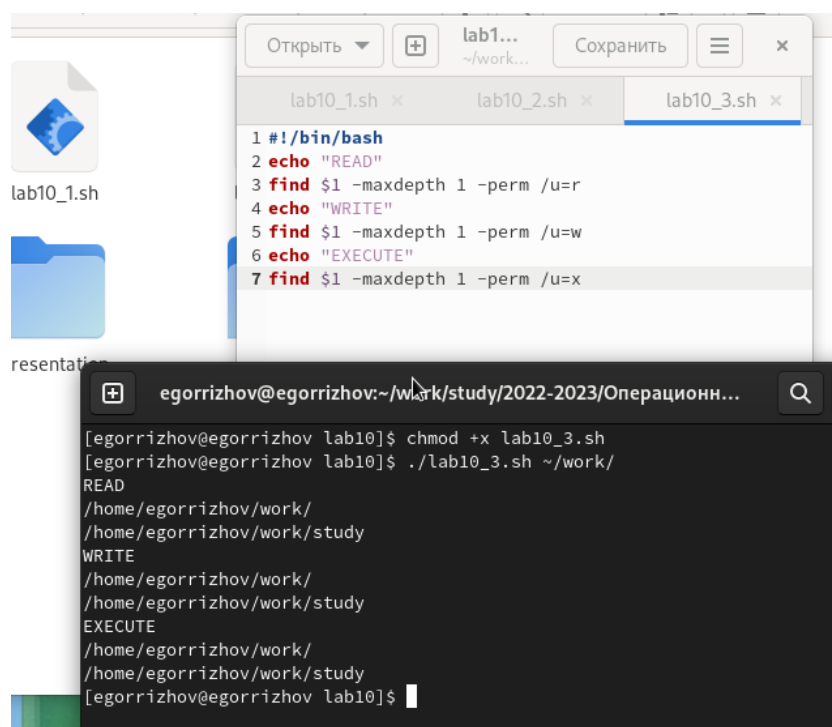 Открыть
lab1...
~/work...
Сохранить
lab10_1.sh
lab10_2.sh
lab10_3.sh
1 #!/bin/bash
2 echo "READ"
3 find $1 -maxdepth 1 -perm /u=r
4 echo "WRITE"
5 find $1 -maxdepth 1 -perm /u=w
6 echo "EXECUTE"
7 find $1 -maxdepth 1 -perm /u=x
lab10_1.sh
egorrizhov@egorrizhov:~/work/study/2022-2023/Операционн...
[egorrizhov@egorrizhov lab10]$ chmod +x lab10_3.sh
[egorrizhov@egorrizhov lab10]$ ./lab10_3.sh ~/work/
READ
/home/egorrizhov/work/
/home/egorrizhov/work/study
WRITE
/home/egorrizhov/work/
/home/egorrizhov/work/study
EXECUTE
/home/egorrizhov/work/
/home/egorrizhov/work/study
[egorrizhov@egorrizhov lab10]$